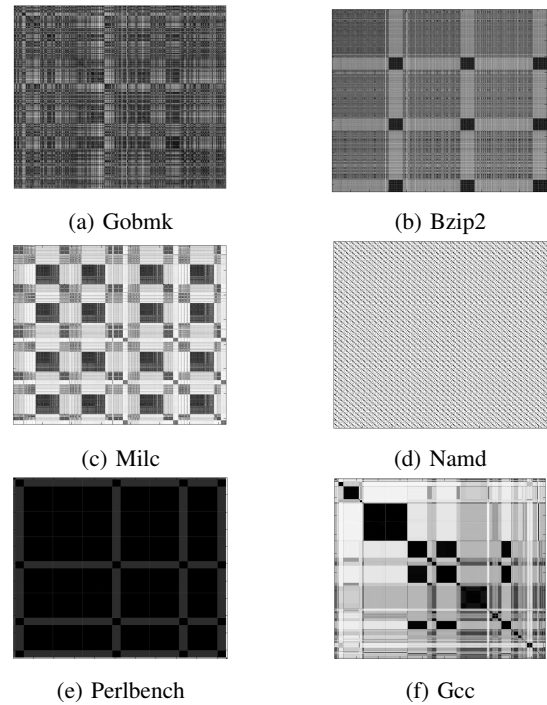 (a) Gobmk
(b) Bzip2
(c) Milc
(d) Namd
(e) Perlbench
(f) Gcc